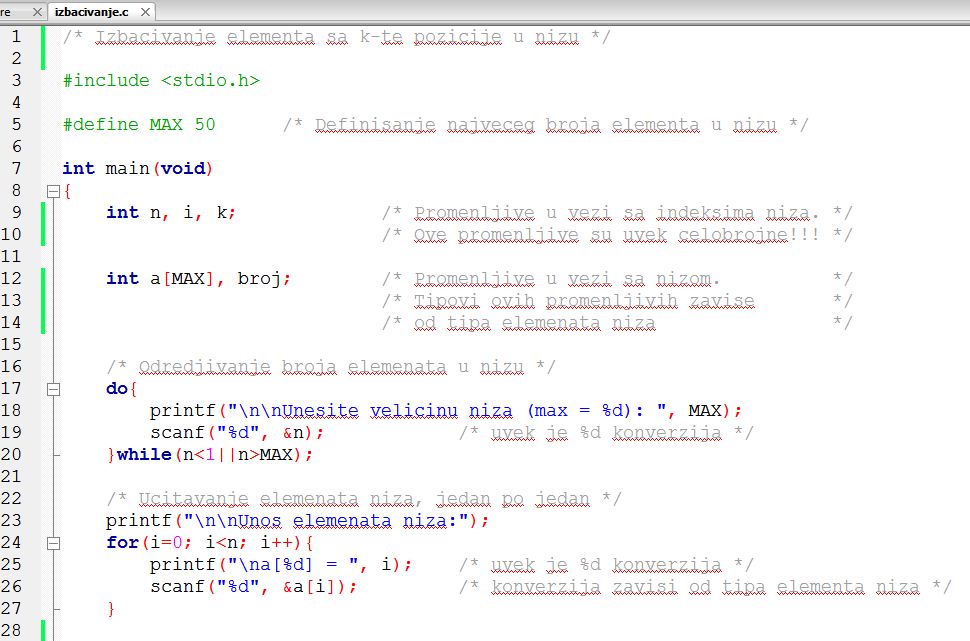 re izbacivanje.c
1 /* Izbacivanje elementa sa k-te pozicije u nizu */
2
3 #include <stdio.h>
4
5 #define MAX 50 /* Definisanje najveceg broja elementa u nizu */
6
7 int main(void)
8 {
9 int n, i, k; /* Promenljive u vezi sa indeksima niza. */
10 /* Ove promenljive su uvek celobrojne!!! */
11
12 int a[MAX], broj; /* Promenljive u vezi sa nizom. */
13 /* Tipovi ovih promenljivih zavise */
14 /* od tipa elemenata niza */
15
16 /* Odredjivanje broja elemenata u nizu */
17 do{
18 printf("\n\nUnesite velicinu niza (max = %d): ", MAX);
19 scanf("%d", &n); /* uvek je %d konverzija */
20 }while(n<1||n>MAX);
21
22 /* Ucitavanje elemenata niza, jedan po jedan */
23 printf("\n\nUnos elemenata niza:");
24 for(i=0; i<n; i++){
25 printf("\na[%d] = ", i); /* uvek je %d konverzija */
26 scanf("%d", &a[i]); /* konverzija zavisi od tipa elementa niza */
27 }
28